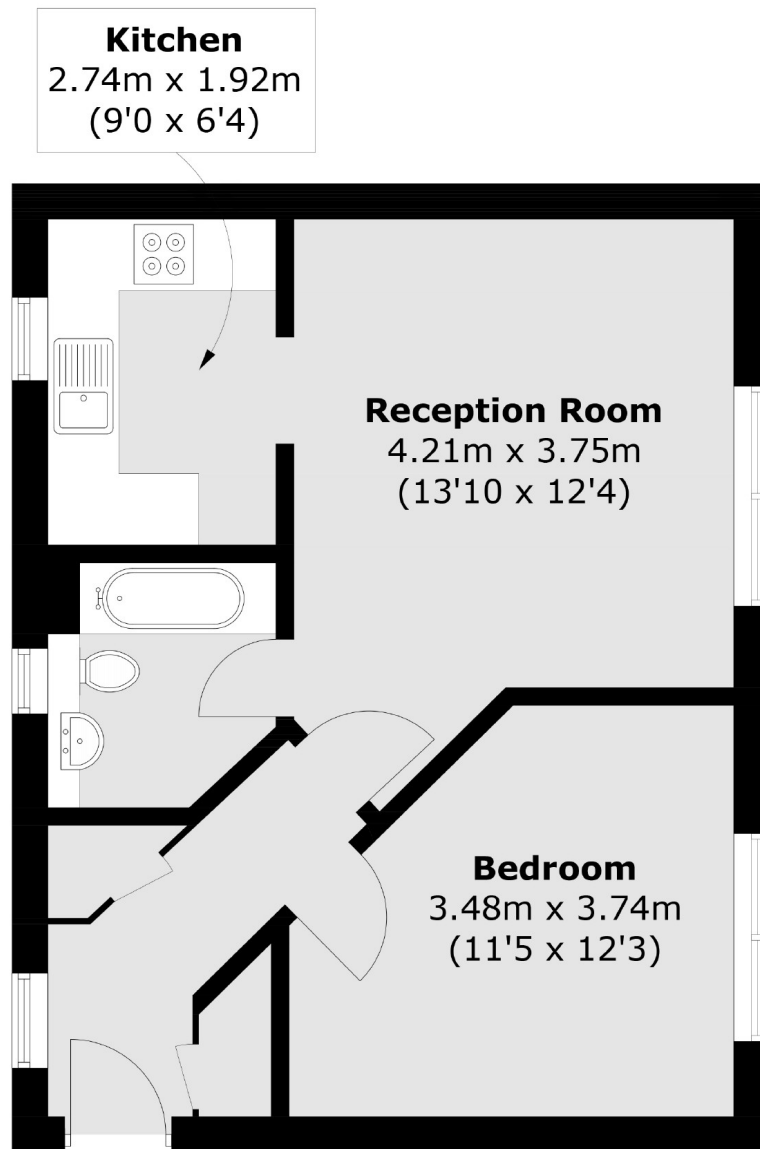 Kitchen
2.74m x 1.92m
(9'0 x 6'4)
Reception Room
4.21m x 3.75m
(13'10 x 12'4)
Bedroom
3.48m x 3.74m
(11'5 x 12'3)